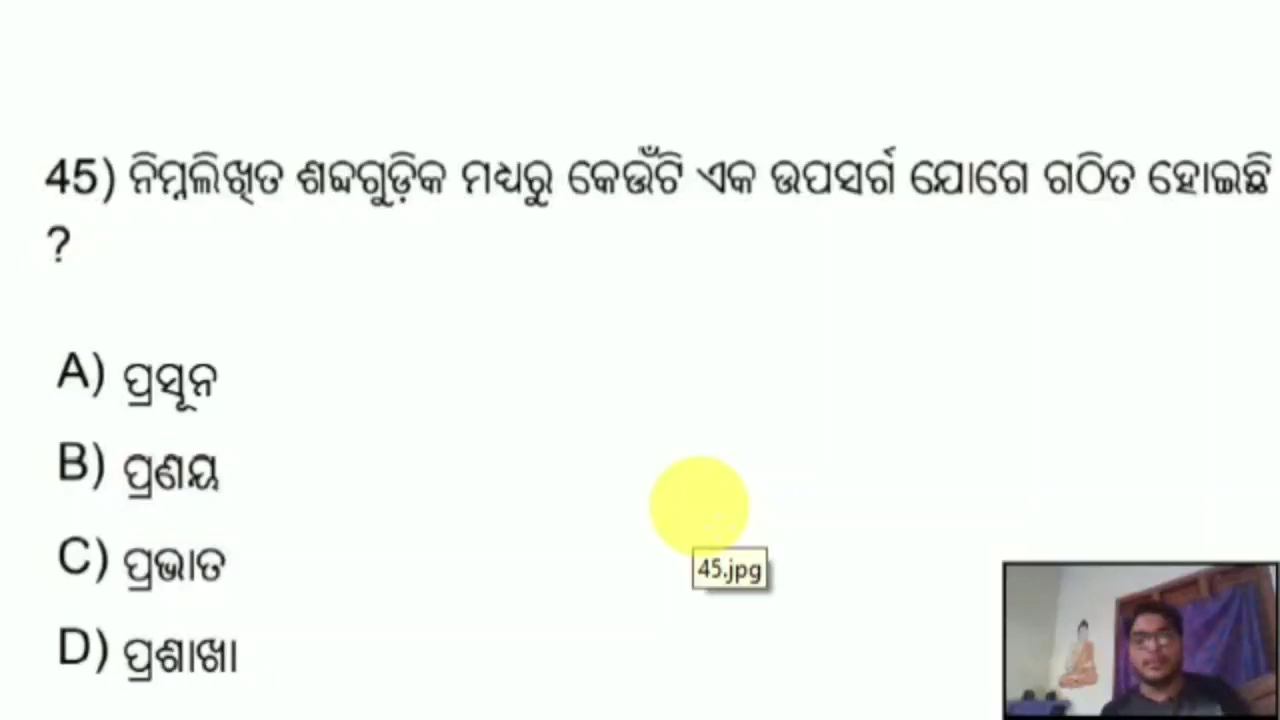 45) ନିମ୍ନଲିଖିତ ଶବ୍ଦଗୁଡ଼ିକ ମଧ୍ୟରୁ କେଉଁଟି ଏକ ଉପସର୍ଗ ଯୋଗେ ଗଠିତ ହୋଇଛି
?
A) ପ୍ରସୂନ
B) ପ୍ରଣୟ
C) ପ୍ରଭାତ
D) ପ୍ରଶାଖା
45.jpg